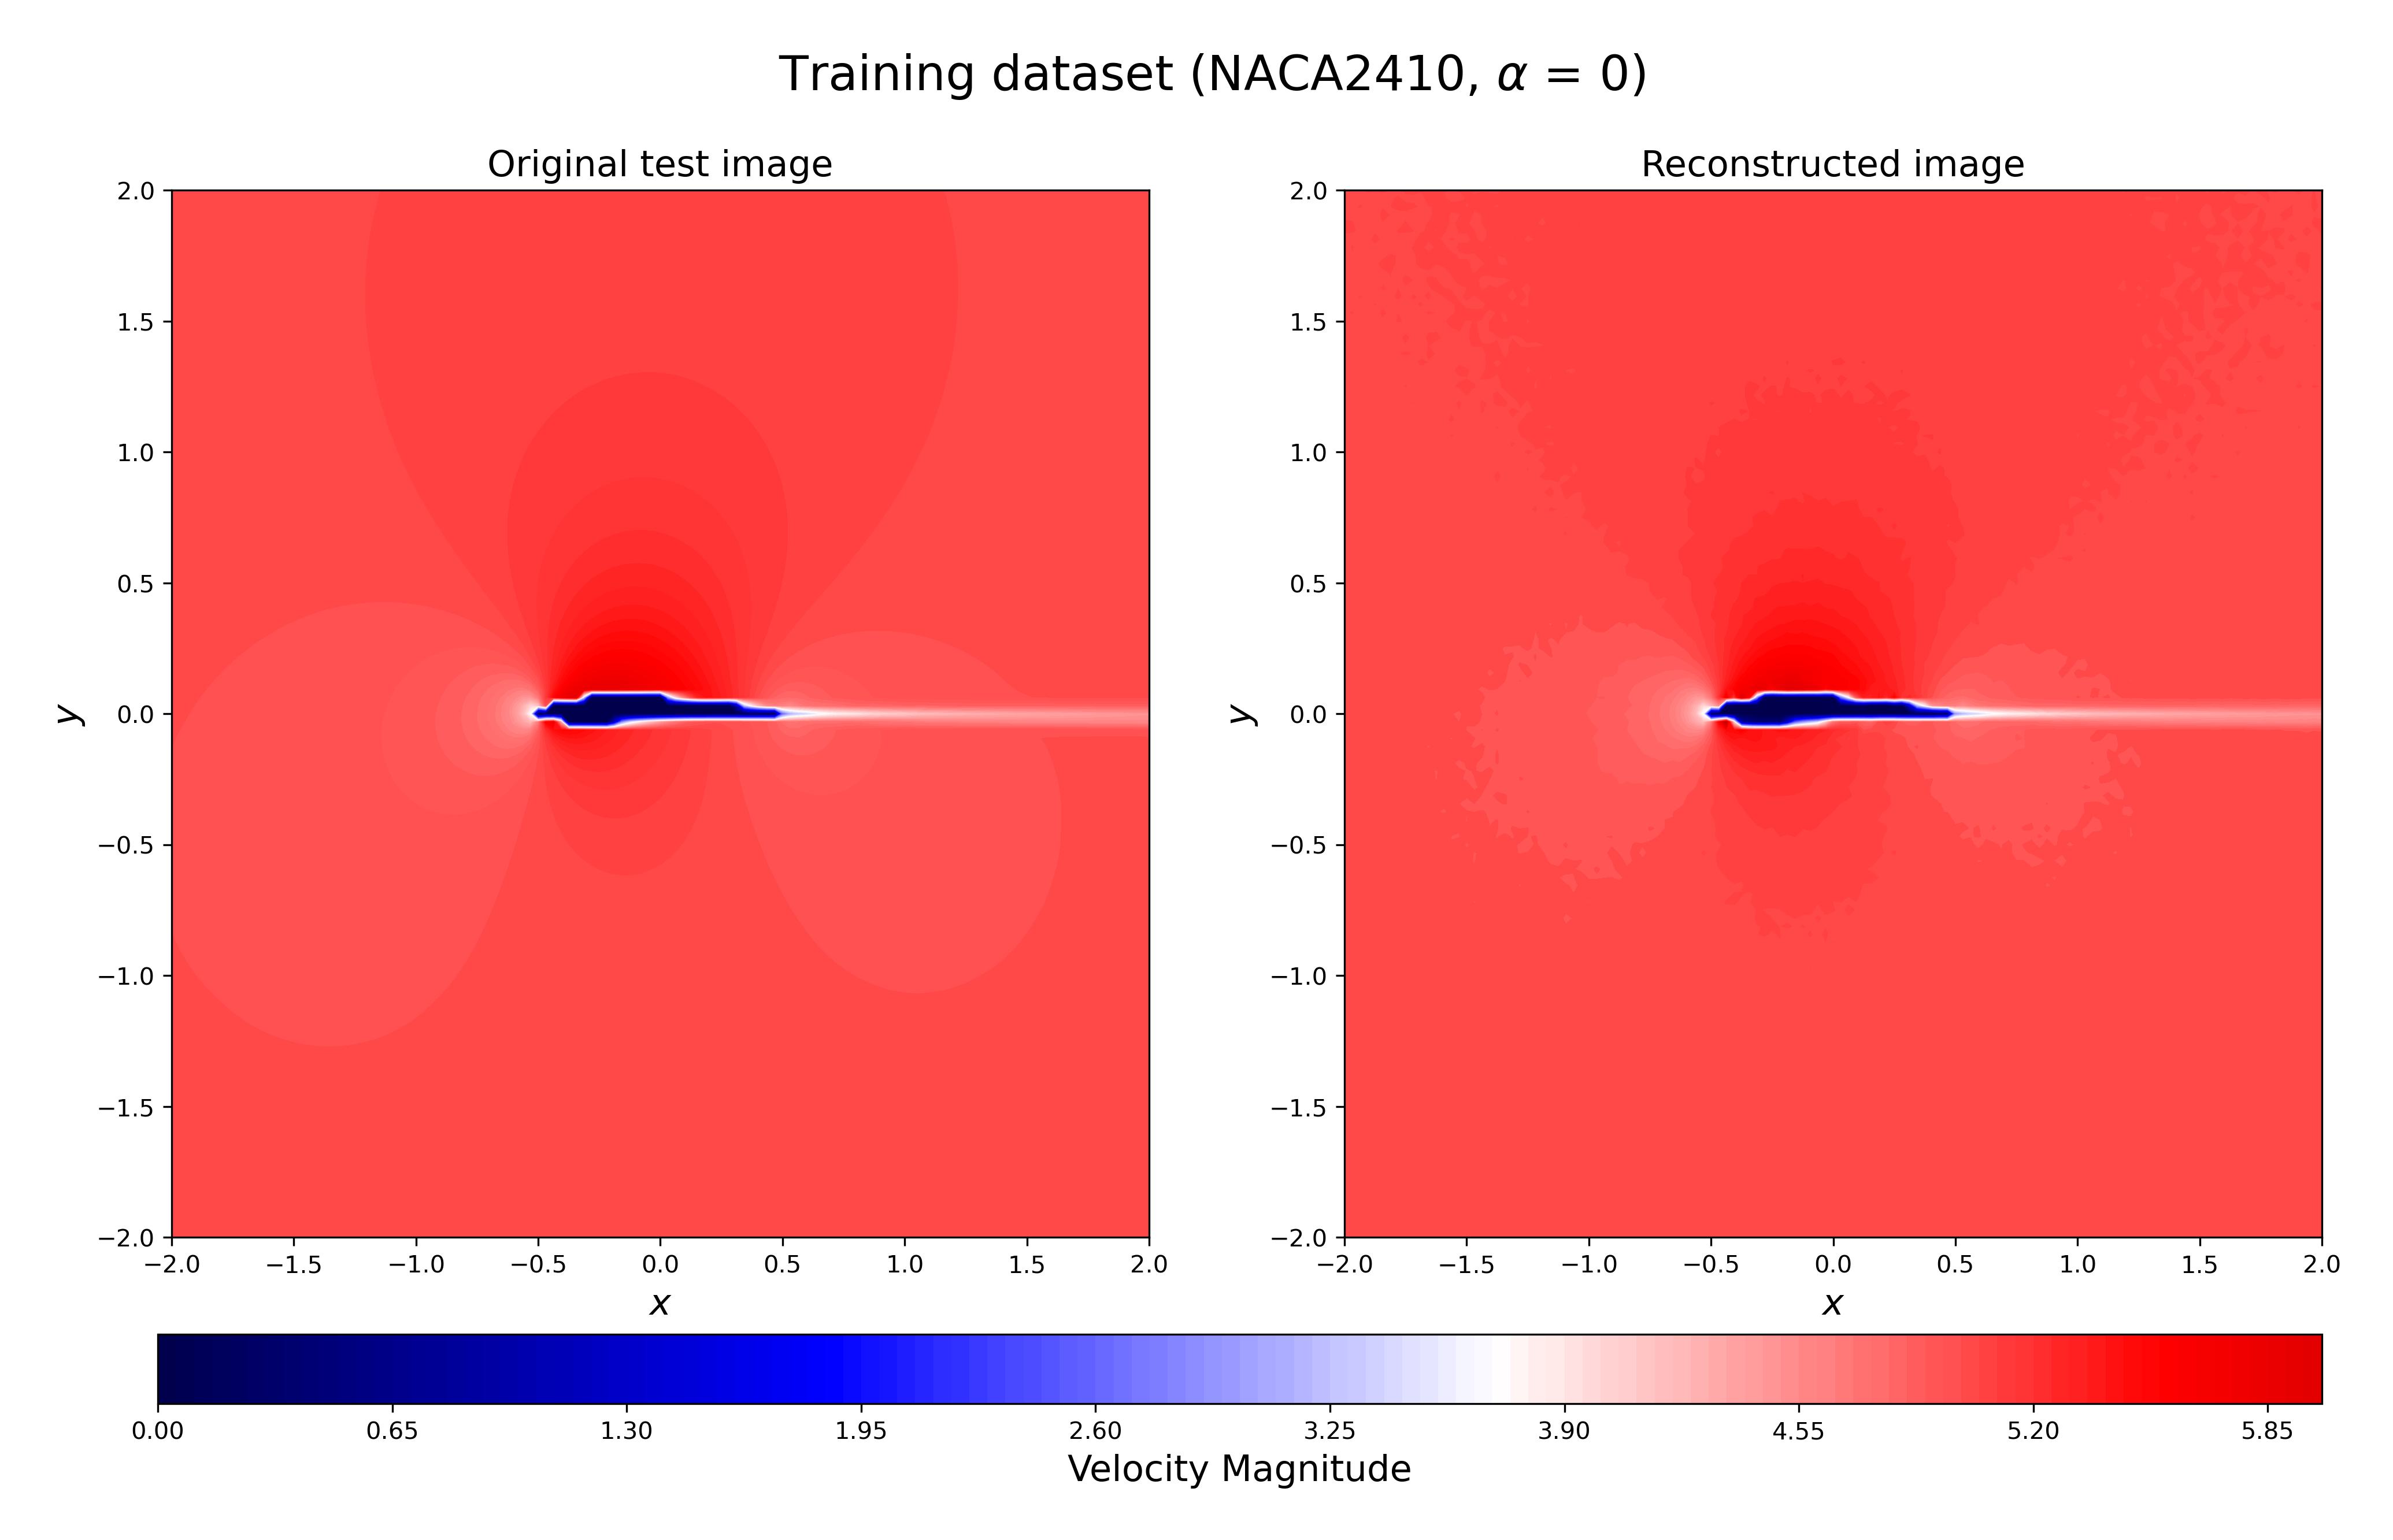 Training dataset (NACA2410, α = 0)
Original test image
Reconstructed image
2.0
1.5
1.0
0.5
0.0
−0.5
−1.0
−1.5
−2.0
y
−2.0 −1.5 −1.0 −0.5 0.0 0.5 1.0 1.5 2.0
x
2.0
1.5
1.0
0.5
0.0
−0.5
−1.0
−1.5
−2.0
y
−2.0 −1.5 −1.0 −0.5 0.0 0.5 1.0 1.5 2.0
x
0.00 0.65 1.30 1.95 2.60 3.25 3.90 4.55 5.20 5.85
Velocity Magnitude